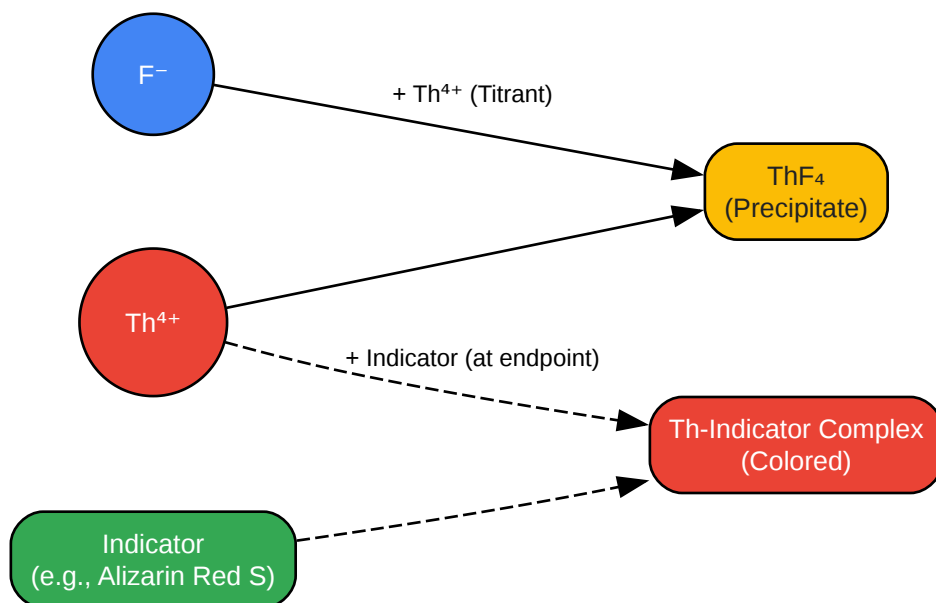 F⁻
+ Th⁴⁺ (Titrant)
ThF₄
(Precipitate)
Th⁴⁺
+ Indicator (at endpoint)
Th-Indicator Complex
(Colored)
Indicator
(e.g., Alizarin Red S)